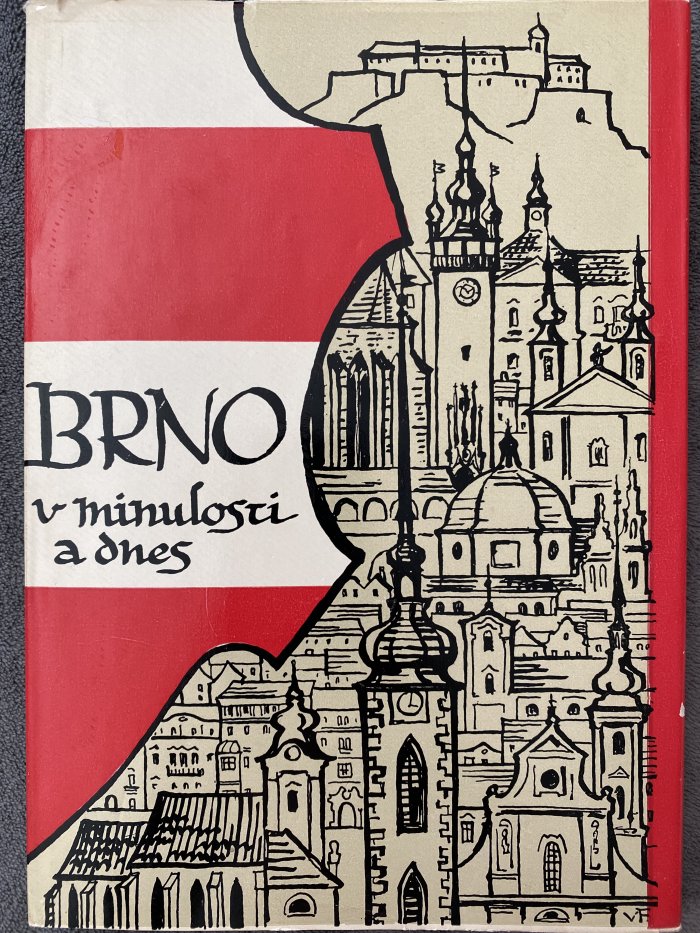 BRNO
v minulosti
a dnes